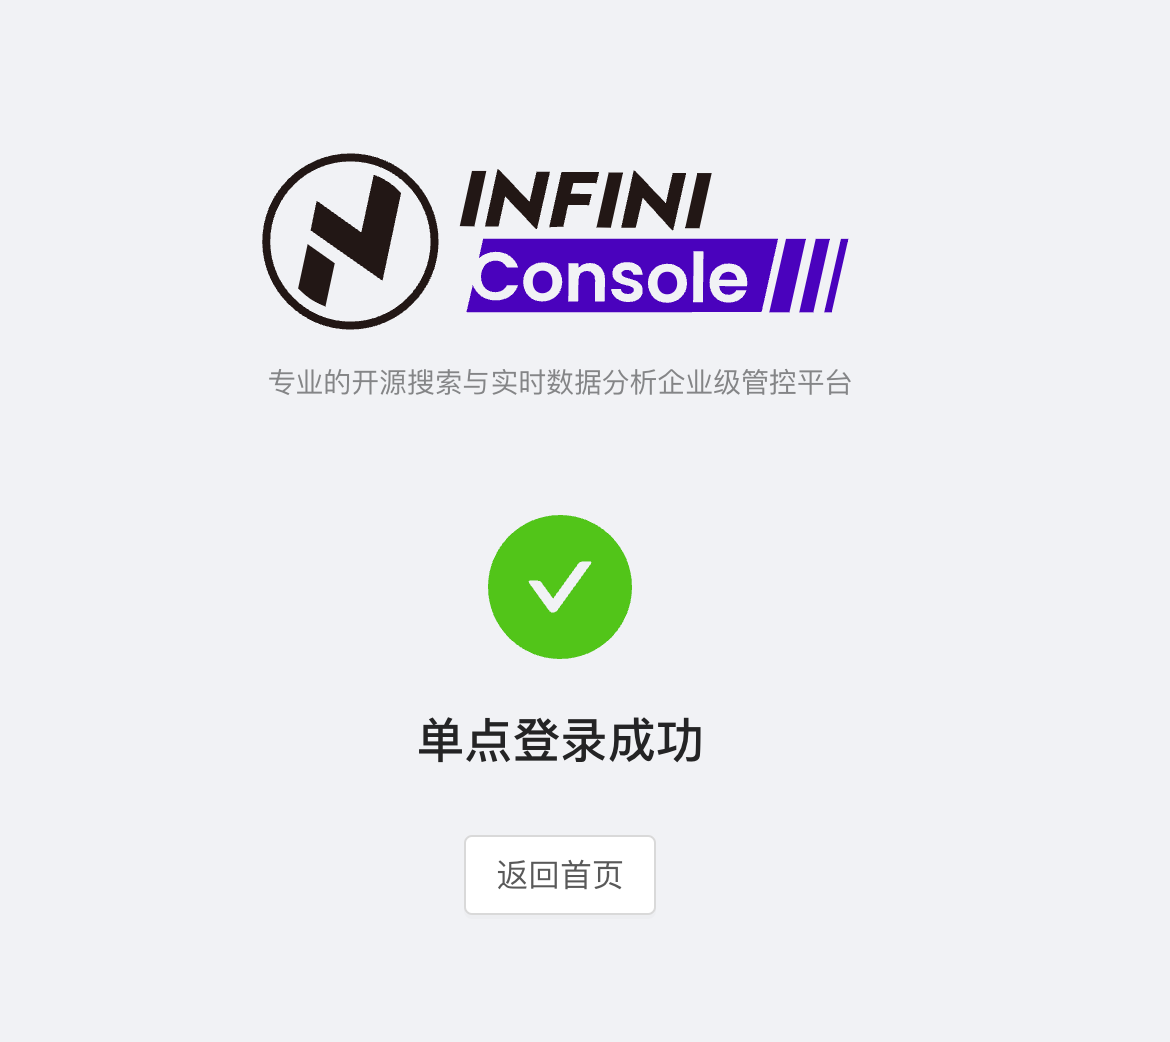 INFINI
Console
专业的开源搜索与实时数据分析企业级管控平台
单点登录成功
返回首页